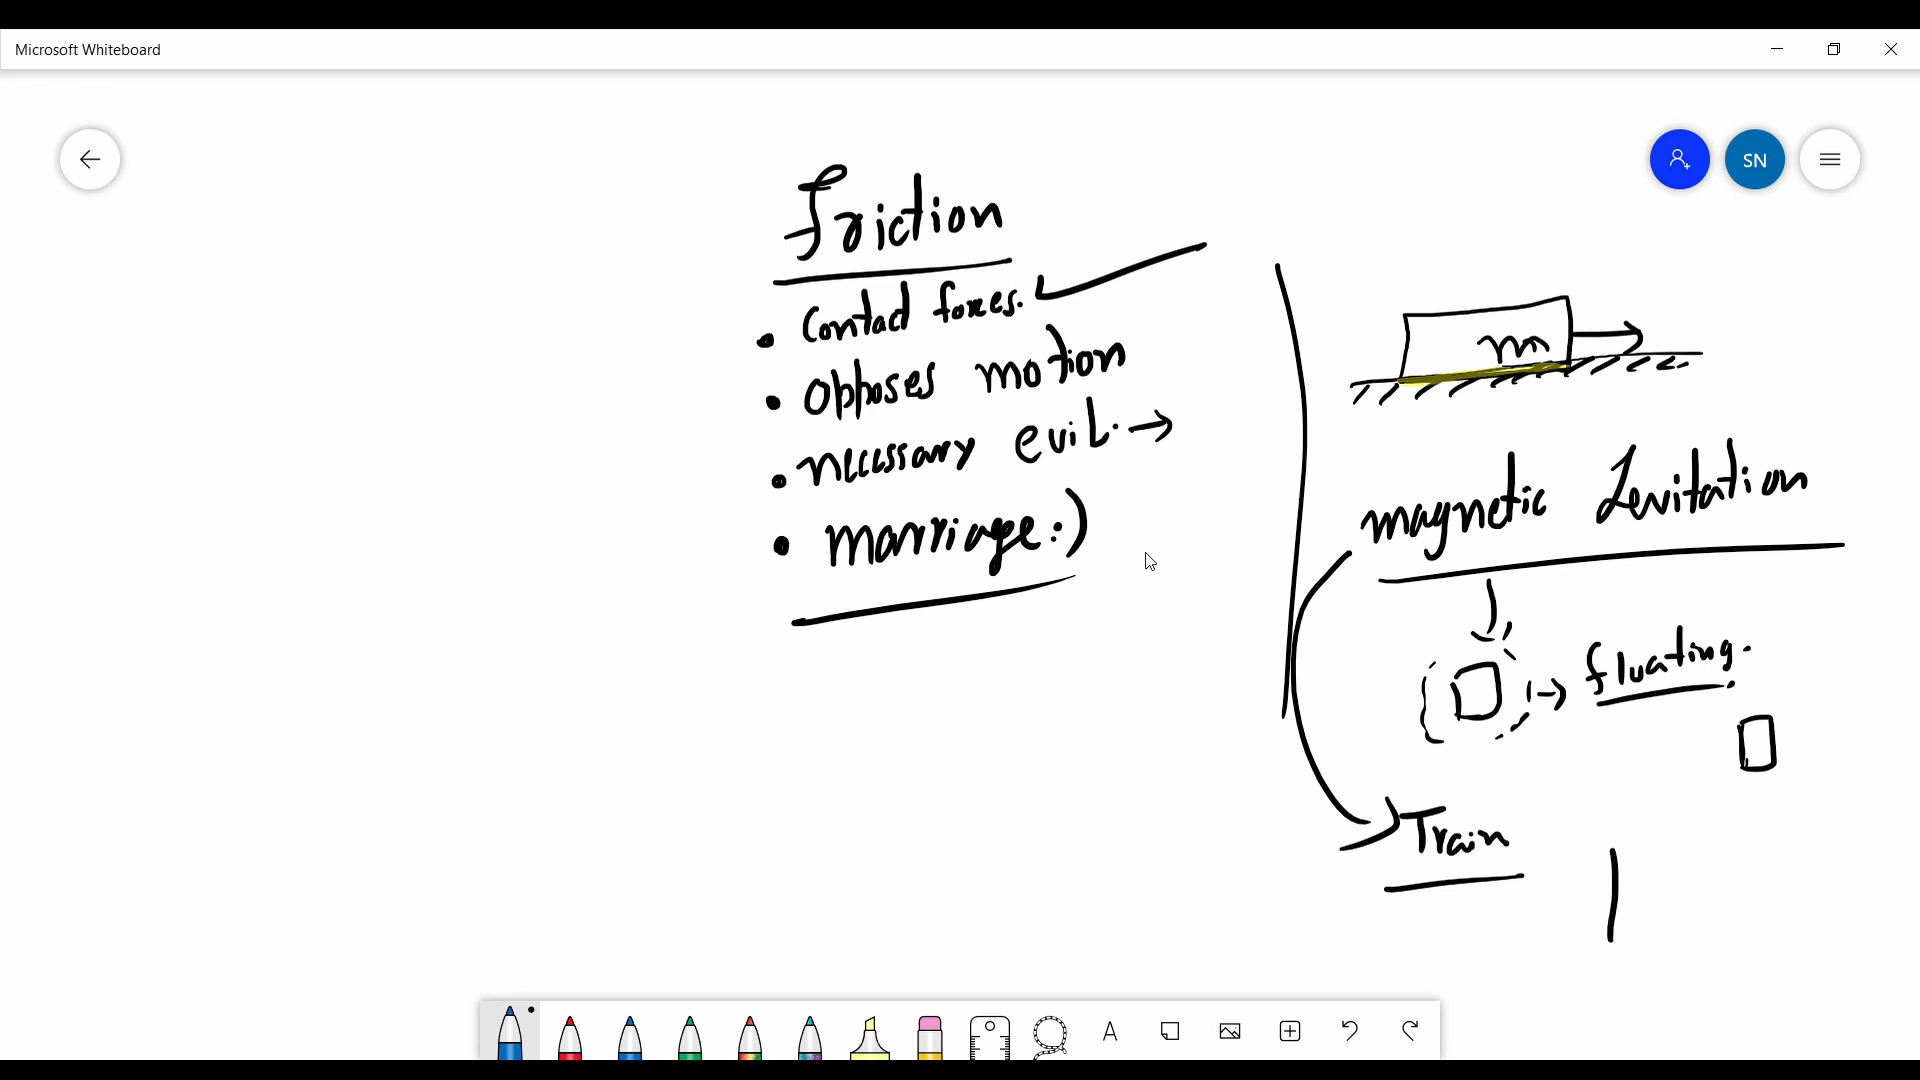 Microsoft Whiteboard
SN
friction
• Contact forces.
• opposes motion
• necessary evil. →
• marriage :)
m
magnetic Levitation
→ floating.
Train
A